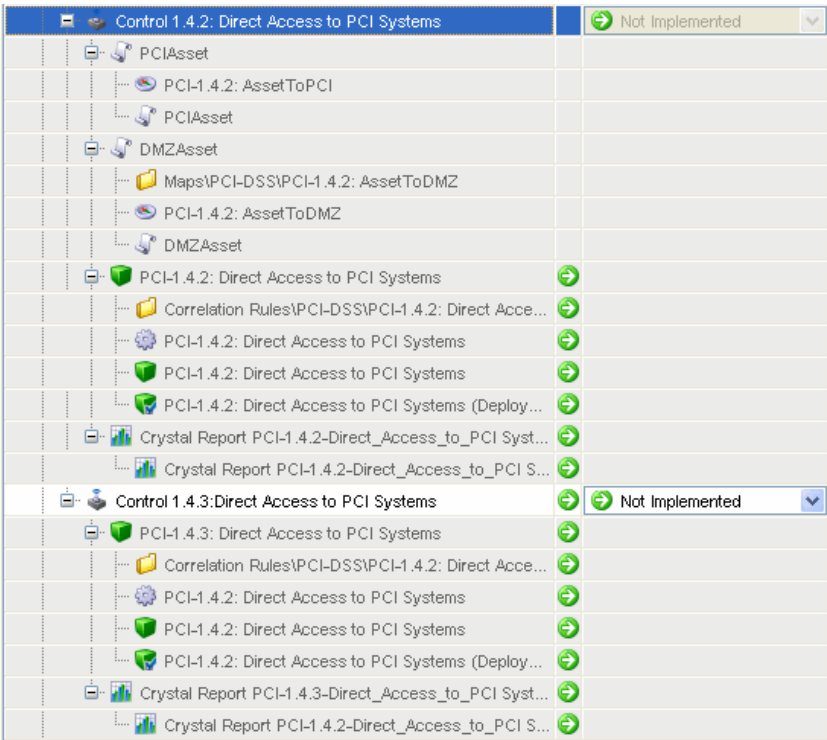 Control 1.4.2: Direct Access to PCI Systems Not Implemented
PCIAsset
PCI-1.4.2: AssetToPCI
PCIAsset
DMZAsset
Maps\PCI-DSS\PCI-1.4.2: AssetToDMZ
PCI-1.4.2: AssetToDMZ
DMZAsset
PCI-1.4.2: Direct Access to PCI Systems
Correlation Rules\PCI-DSS\PCI-1.4.2: Direct Acce...
PCI-1.4.2: Direct Access to PCI Systems
PCI-1.4.2: Direct Access to PCI Systems
PCI-1.4.2: Direct Access to PCI Systems (Deploy...
Crystal Report PCI-1.4.2-Direct_Access_to_PCI Syst...
Crystal Report PCI-1.4.2-Direct_Access_to_PCI S...
Control 1.4.3:Direct Access to PCI Systems Not Implemented
PCI-1.4.3: Direct Access to PCI Systems
Correlation Rules\PCI-DSS\PCI-1.4.2: Direct Acce...
PCI-1.4.2: Direct Access to PCI Systems
PCI-1.4.2: Direct Access to PCI Systems
PCI-1.4.2: Direct Access to PCI Systems (Deploy...
Crystal Report PCI-1.4.3-Direct_Access_to_PCI Syst...
Crystal Report PCI-1.4.2-Direct_Access_to_PCI S...